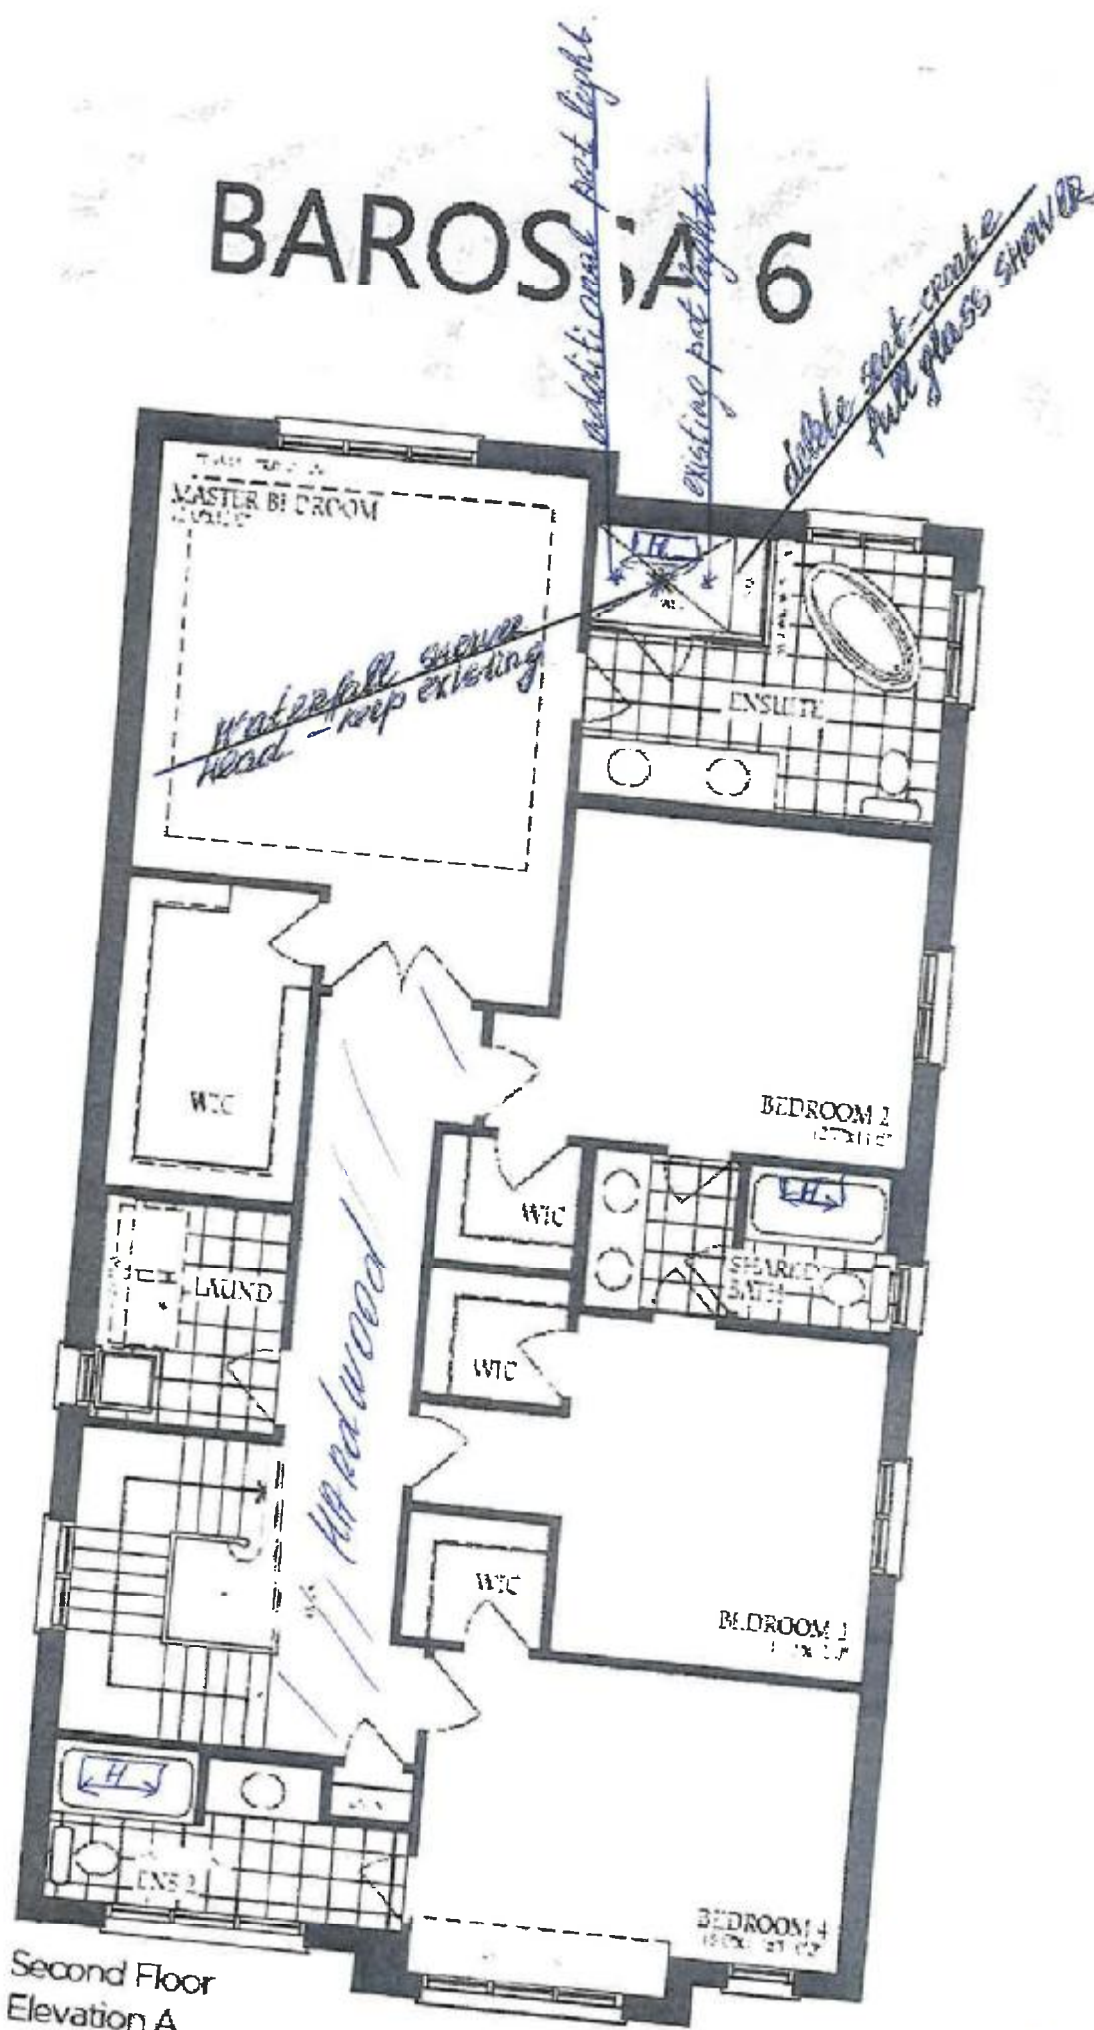 additional pot light.
BAROSSA 6
existing pot light
delete seat-create
full glass SHOWER
MASTER BEDROOM
H
Waterfall shower
Head - keep existing
ENSUITE
WIC
BEDROOM 2
H
WIC
SHARED
BATH
LAUND
WIC
HARdwood
WIC
BEDROOM 3
H
ENS 2
BEDROOM 4
Second Floor
Elevation A